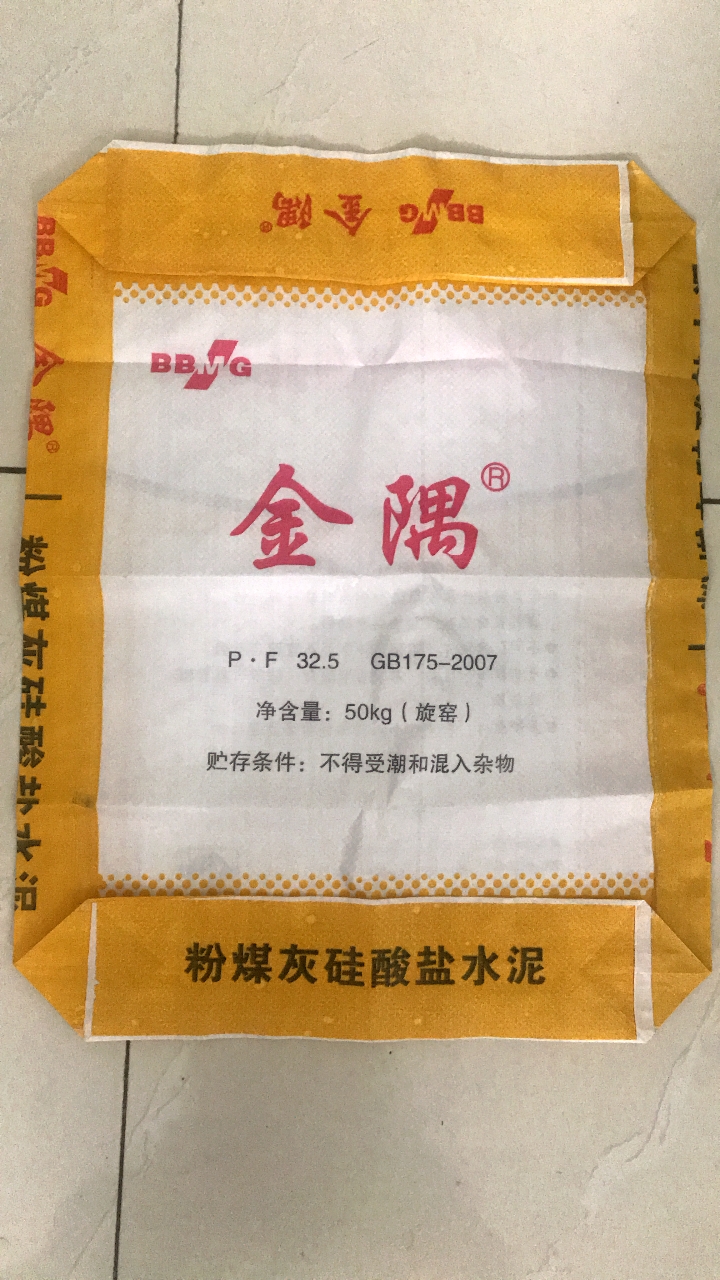 BBMG 金隅®
BBMG
金隅®
P·F 32.5 GB175-2007
净含量：50kg（旋窑）
贮存条件：不得受潮和混入杂物
粉煤灰硅酸盐水泥
BBMG 金隅® 粉煤灰硅酸盐水泥